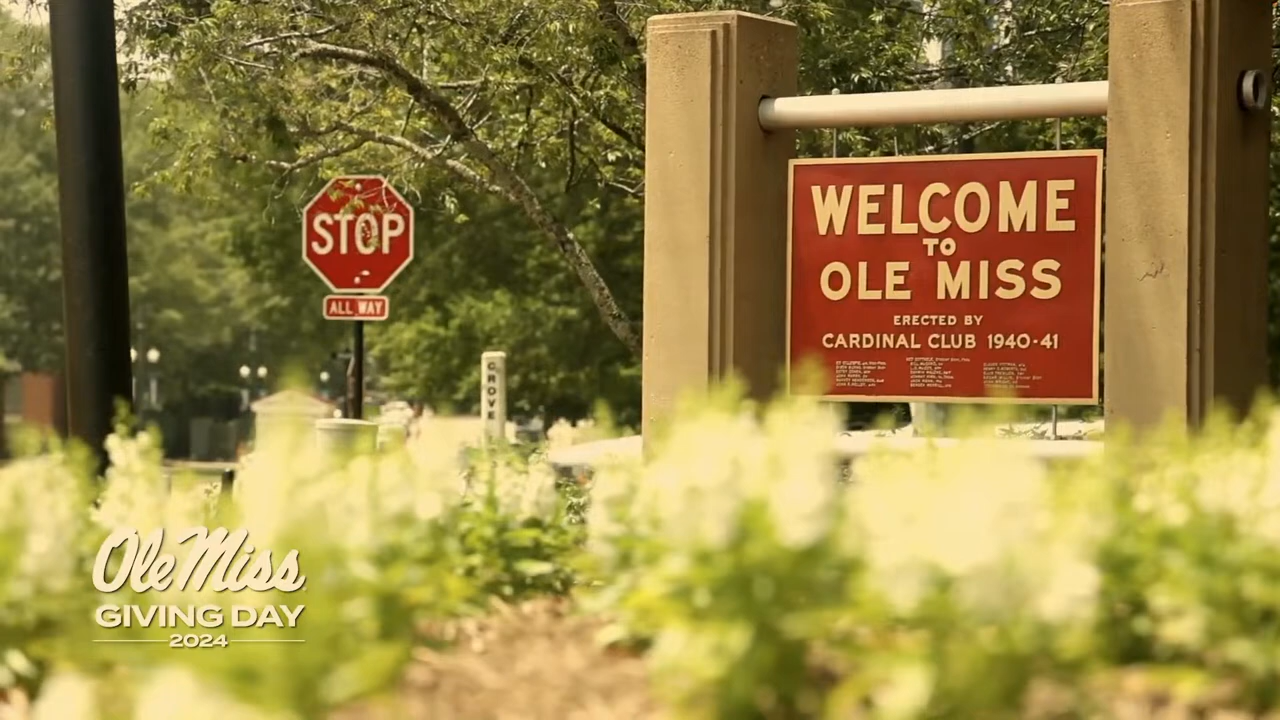 STOP
ALL WAY
GROVE
WELCOME
TO
OLE MISS
ERECTED BY
CARDINAL CLUB 1940-41
Ole Miss
GIVING DAY
2024